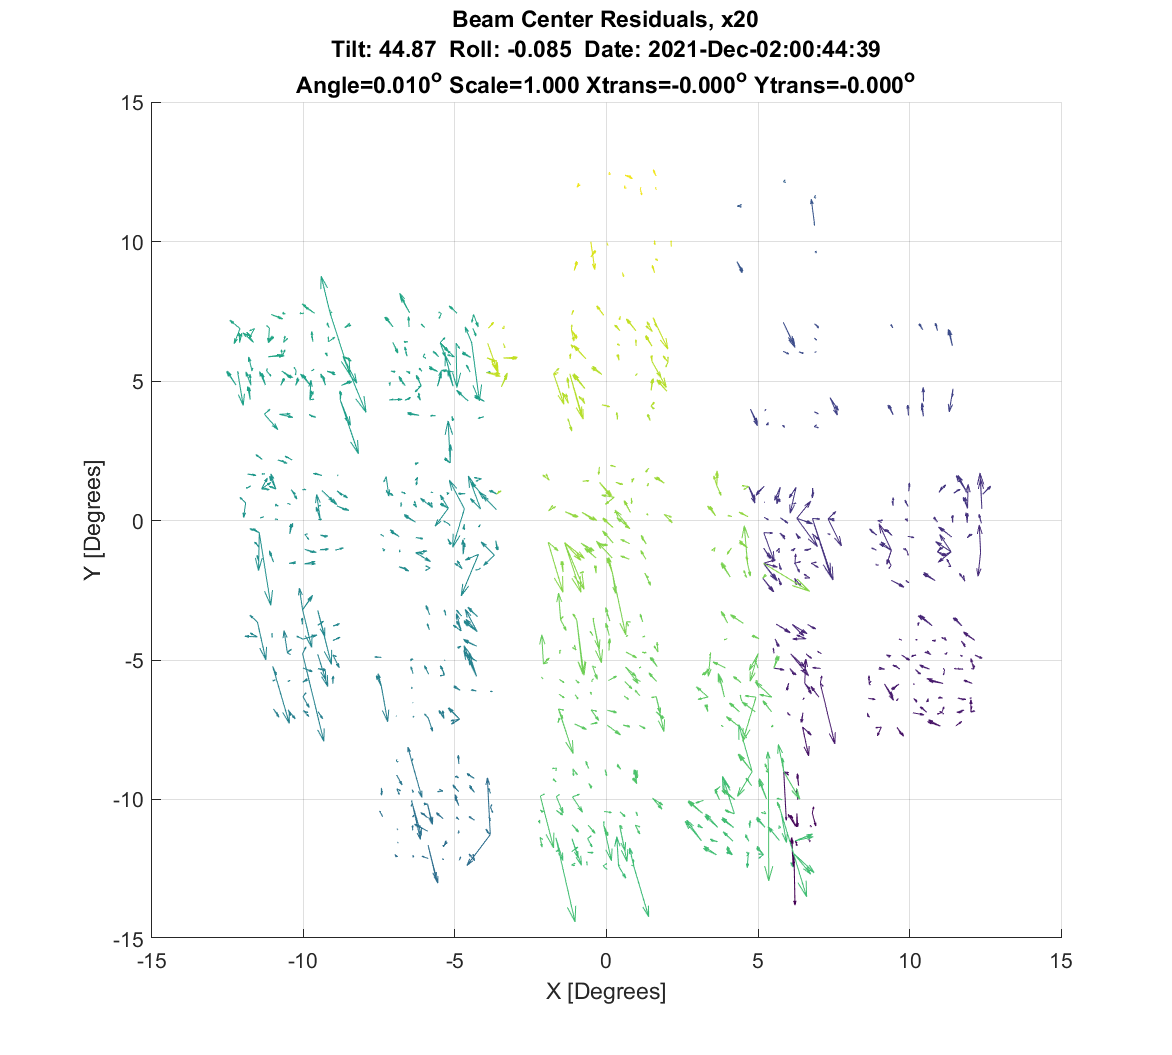 Beam Center Residuals, x20
Tilt: 44.87 Roll: -0.085 Date: 2021-Dec-02:00:44:39
Angle=0.010° Scale=1.000 Xtrans=-0.000° Ytrans=-0.000°
15
10
5
0
-5
-10
-15
Y [Degrees]
-15 -10 -5 0 5 10 15
X [Degrees]